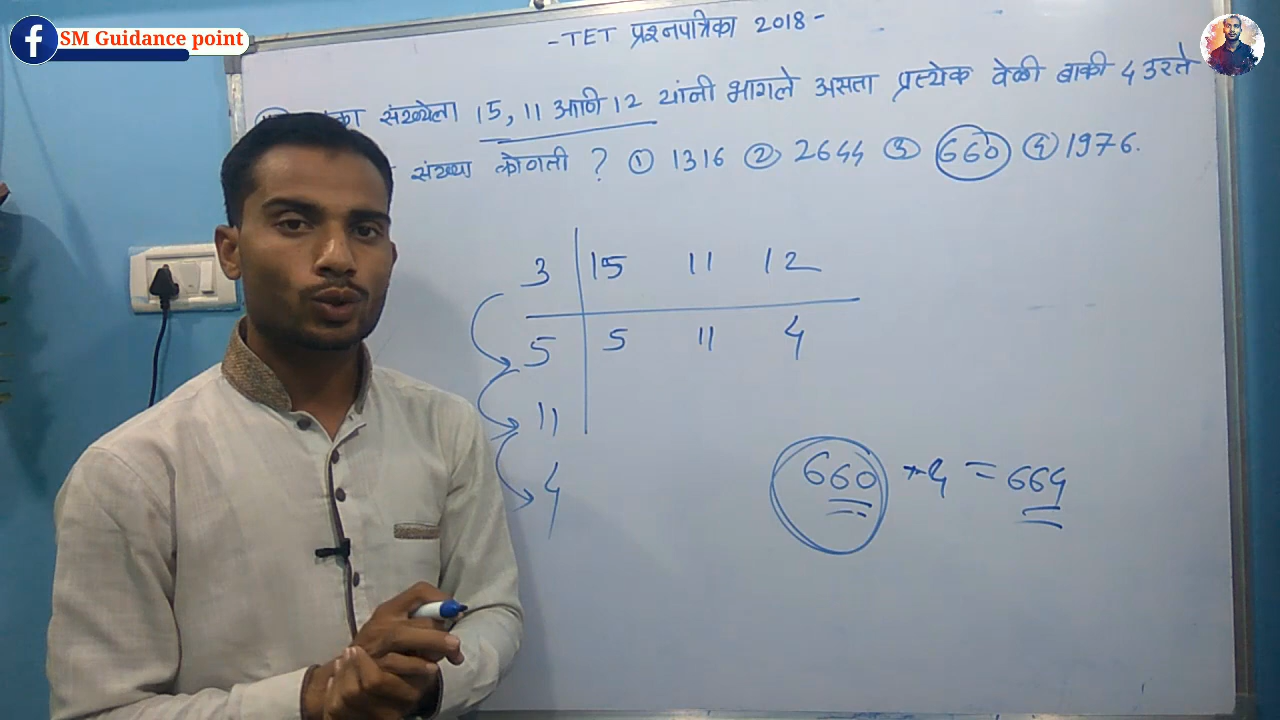 SM Guidance point
-TET प्रश्नपत्रिका 2018-
संख्येला 15, 11 आणि 12 यांनी भागले असता प्रत्येक वेळी बाकी 4 उरते
संख्या कोणती ? ① 1316 ② 2644 ③ 660 ④ 1976.
3 15 11 12
5 5 11 4
11
4
660 + 4 = 664